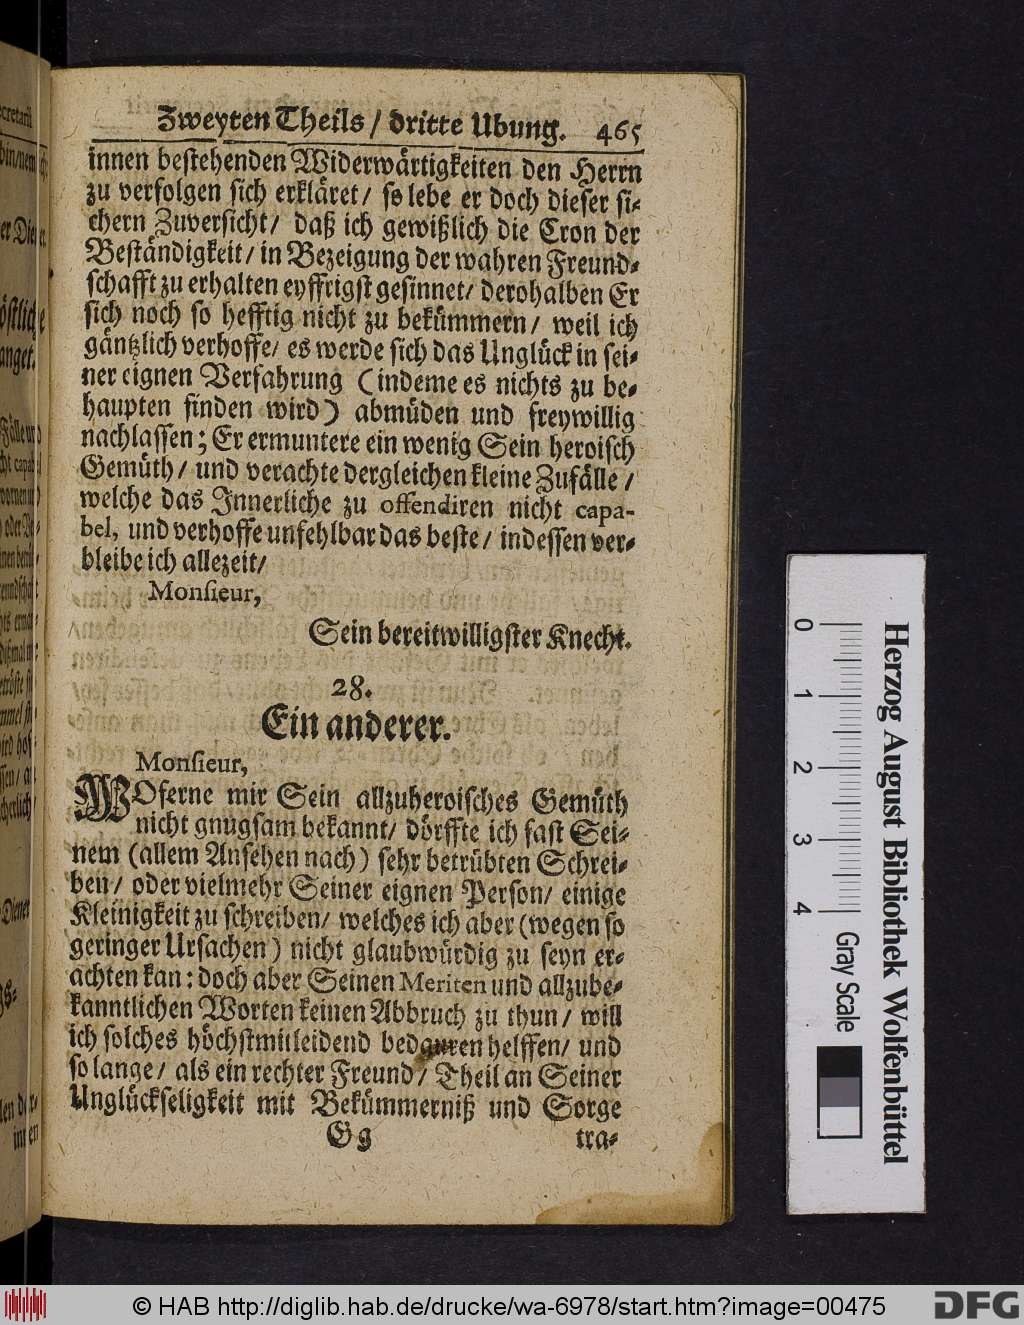 Zweyten Theils / dritte Ubung. 465
innen bestehenden Widerwärtigkeiten den Herrn
zu verfolgen sich erkläret / so lebe er doch dieser si-
chern Zuversicht / daß ich gewißlich die Cron der
Beständigkeit / in Bezeigung der wahren Freund-
schafft zu erhalten eyffrigst gesinnet / derohalben Er
sich noch so hefftig nicht zu bekümmern / weil ich
gäntzlich verhoffe / es werde sich das Unglück in sei-
ner eignen Verfahrung (indeme es nichts zu be-
haupten finden wird) abmüden und freywillig
nachlassen; Er ermuntere ein wenig Sein heroisch
Gemüth / und verachte dergleichen kleine Zufälle /
welche das Innerliche zu offendiren nicht capa-
bel, und verhoffe unfehlbar das beste / indessen ver-
bleibe ich allezeit /
Monsieur,
Sein bereitwilligster Knecht.
28.
Ein anderer.
Monsieur,
WOferne mir Sein allzuheroisches Gemüth
nicht gnugsam bekannt / dörffte ich fast Sei-
nem (allem Ansehen nach) sehr betrübten Schrei-
ben / oder vielmehr Seiner eignen Person / einige
Kleinigkeit zu schreiben / welches ich aber (wegen so
geringer Ursachen) nicht glaubwürdig zu seyn er-
achten kan: doch aber Seinen Meriten und allzube-
kanntlichen Worten keinen Abbruch zu thun / will
ich solches höchstmitleidend bedauren helffen / und
so lange / als ein rechter Freund / Theil an Seiner
Unglückseligkeit mit Bekümmerniß und Sorge
Gg tra-
0 1 2 3 4
Gray Scale
Herzog August Bibliothek Wolfenbüttel
© HAB http://diglib.hab.de/drucke/wa-6978/start.htm?image=00475
DFG